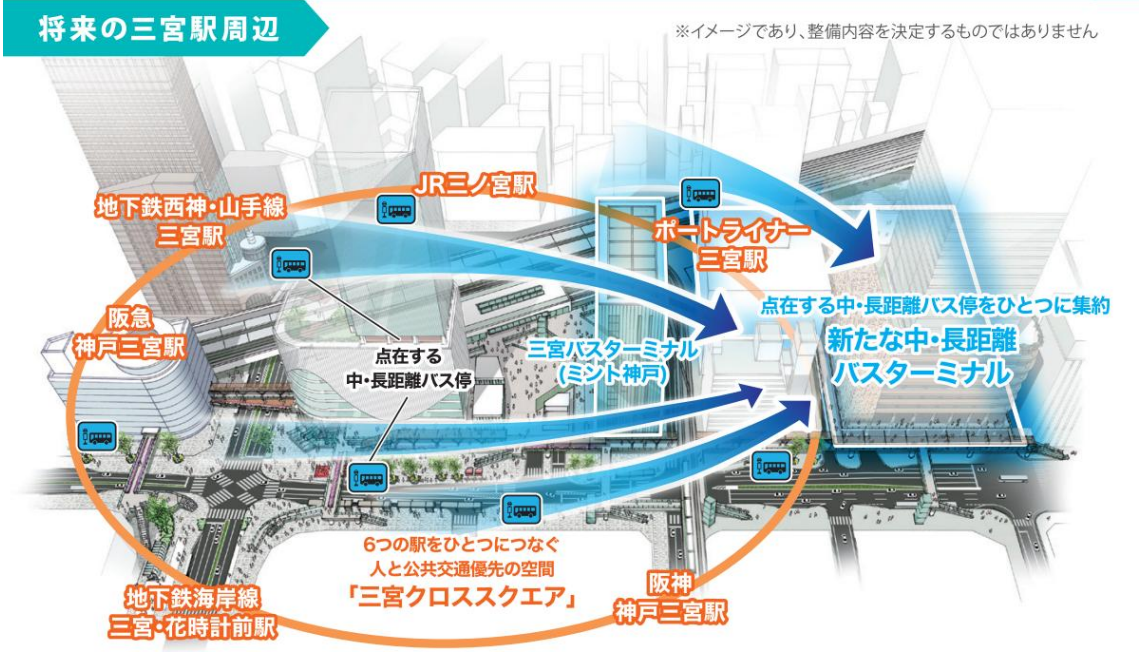 将来の三宮駅周辺
※イメージであり、整備内容を決定するものではありません
JR三ノ宮駅
地下鉄西神・山手線
三宮駅
ポートライナー
三宮駅
点在する中・長距離バス停をひとつに集約
新たな中・長距離
バスターミナル
阪急
神戸三宮駅
点在する
中・長距離バス停
三宮バスターミナル
(ミント神戸)
6つの駅をひとつにつなぐ
人と公共交通優先の空間
「三宮クロススクエア」
地下鉄海岸線
三宮・花時計前駅
阪神
神戸三宮駅